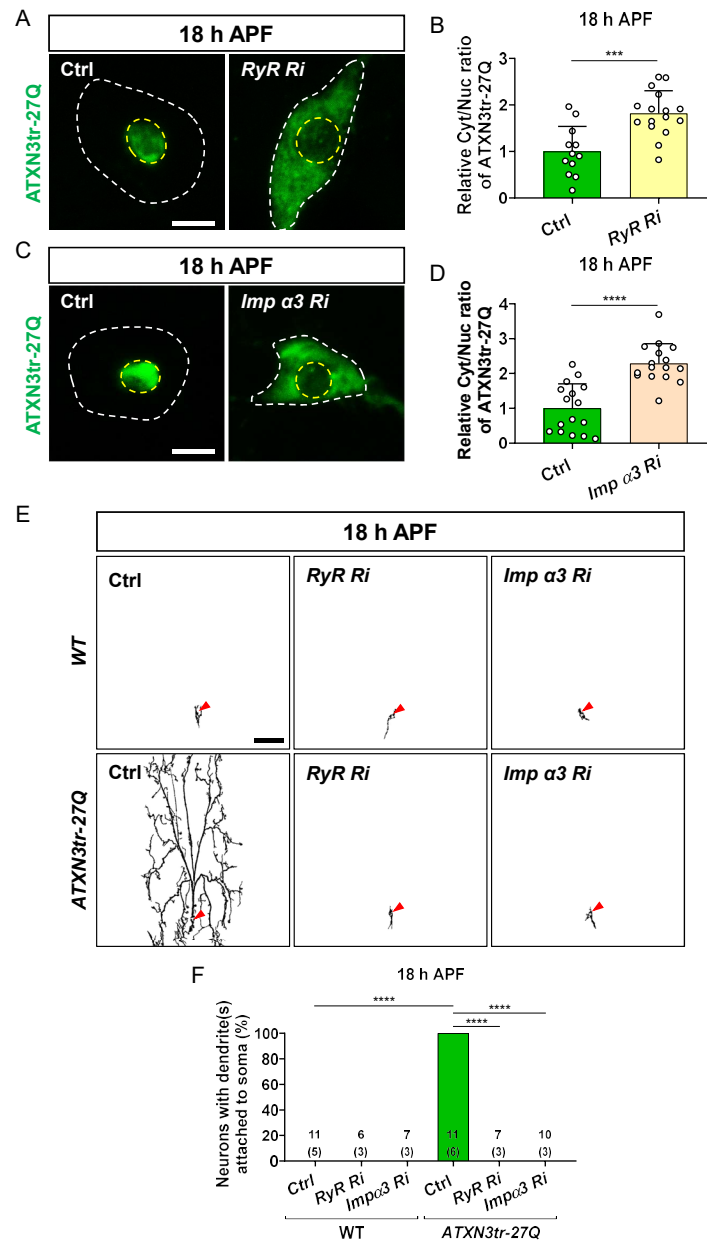 A
18 h APF
ATXN3tr-27Q
Ctrl
RyR Ri
B
18 h APF
***
Relative Cyt/Nuc ratio
of ATXN3tr-27Q
3
2
1
0
Ctrl
RyR Ri
C
18 h APF
ATXN3tr-27Q
Ctrl
Imp α3 Ri
D
18 h APF
****
Relative Cyt/Nuc ratio
of ATXN3tr-27Q
4
3
2
1
0
Ctrl
Imp α3 Ri
E
18 h APF
WT
Ctrl
RyR Ri
Imp α3 Ri
ATXN3tr-27Q
Ctrl
RyR Ri
Imp α3 Ri
F
18 h APF
****
****
****
Neurons with dendrite(s)
attached to soma (%)
100
80
60
40
20
0
11 6 7 11 7 10
(5) (3) (3) (6) (3) (3)
Ctrl RyR Ri Impα3 Ri Ctrl RyR Ri Impα3 Ri
WT ATXN3tr-27Q